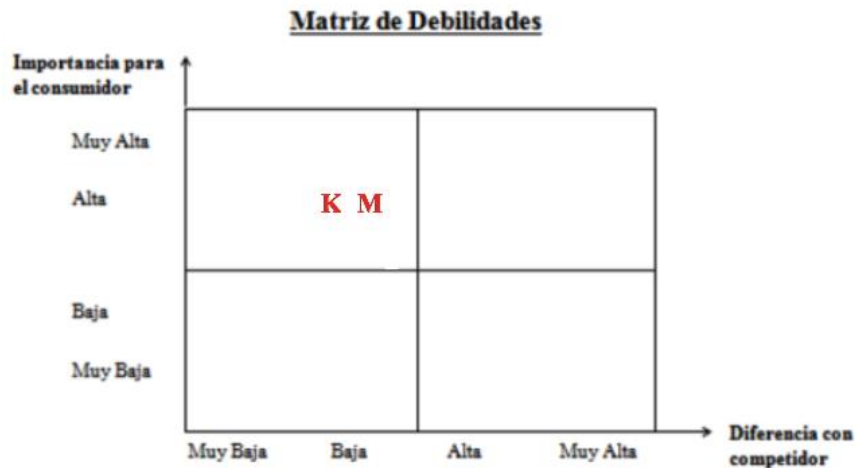 Matriz de Debilidades
Importancia para
el consumidor
Muy Alta
Alta
K M
Baja
Muy Baja
Muy Baja Baja Alta Muy Alta
Diferencia con
competidor